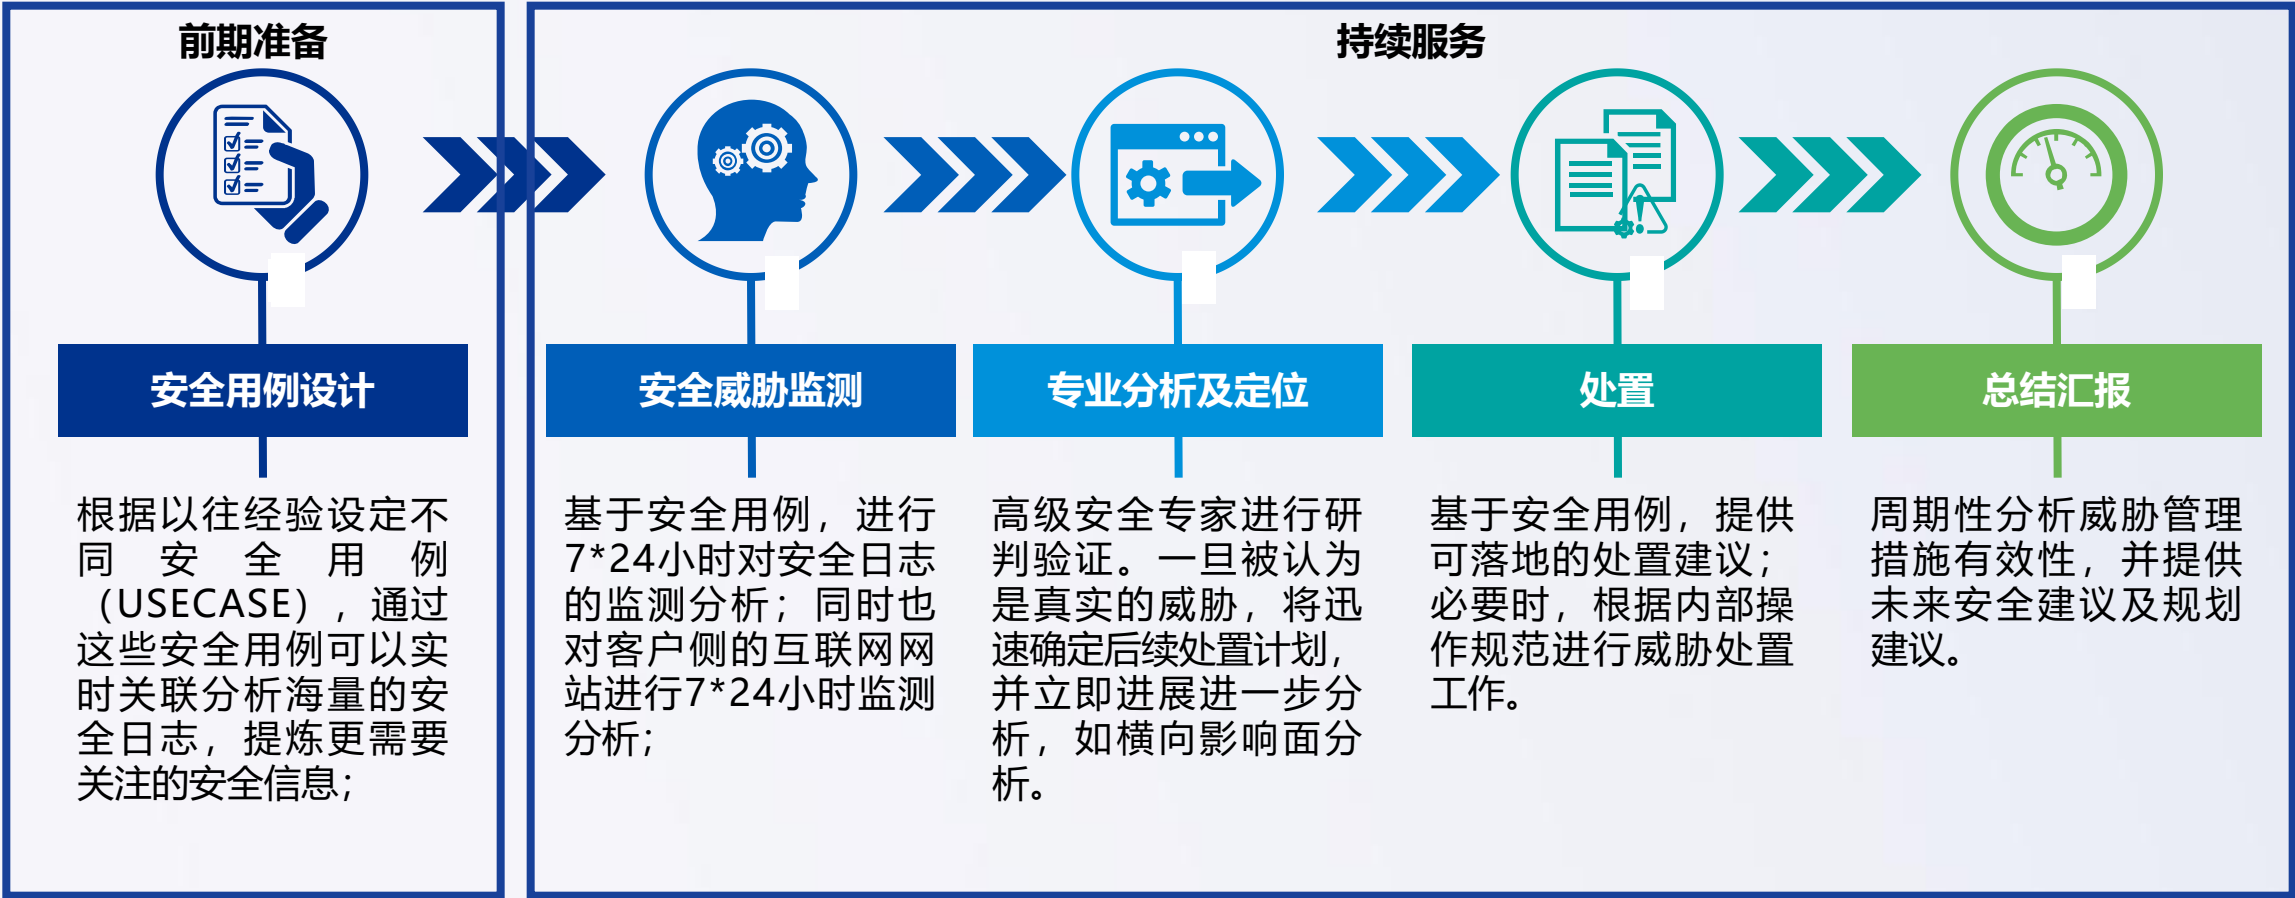 前期准备
安全用例设计
根据以往经验设定不
同安全用例
（USECASE），通过
这些安全用例可以实
时关联分析海量的安
全日志，提炼更需要
关注的安全信息；
持续服务
安全威胁监测
基于安全用例，进行
7*24小时对安全日志
的监测分析；同时也
对客户侧的互联网网
站进行7*24小时监测
分析；
专业分析及定位
高级安全专家进行研
判验证。一旦被认为
是真实的威胁，将迅
速确定后续处置计划，
并立即进展进一步分
析，如横向影响面分
析。
处置
基于安全用例，提供
可落地的处置建议；
必要时，根据内部操
作规范进行威胁处置
工作。
总结汇报
周期性分析威胁管理
措施有效性，并提供
未来安全建议及规划
建议。